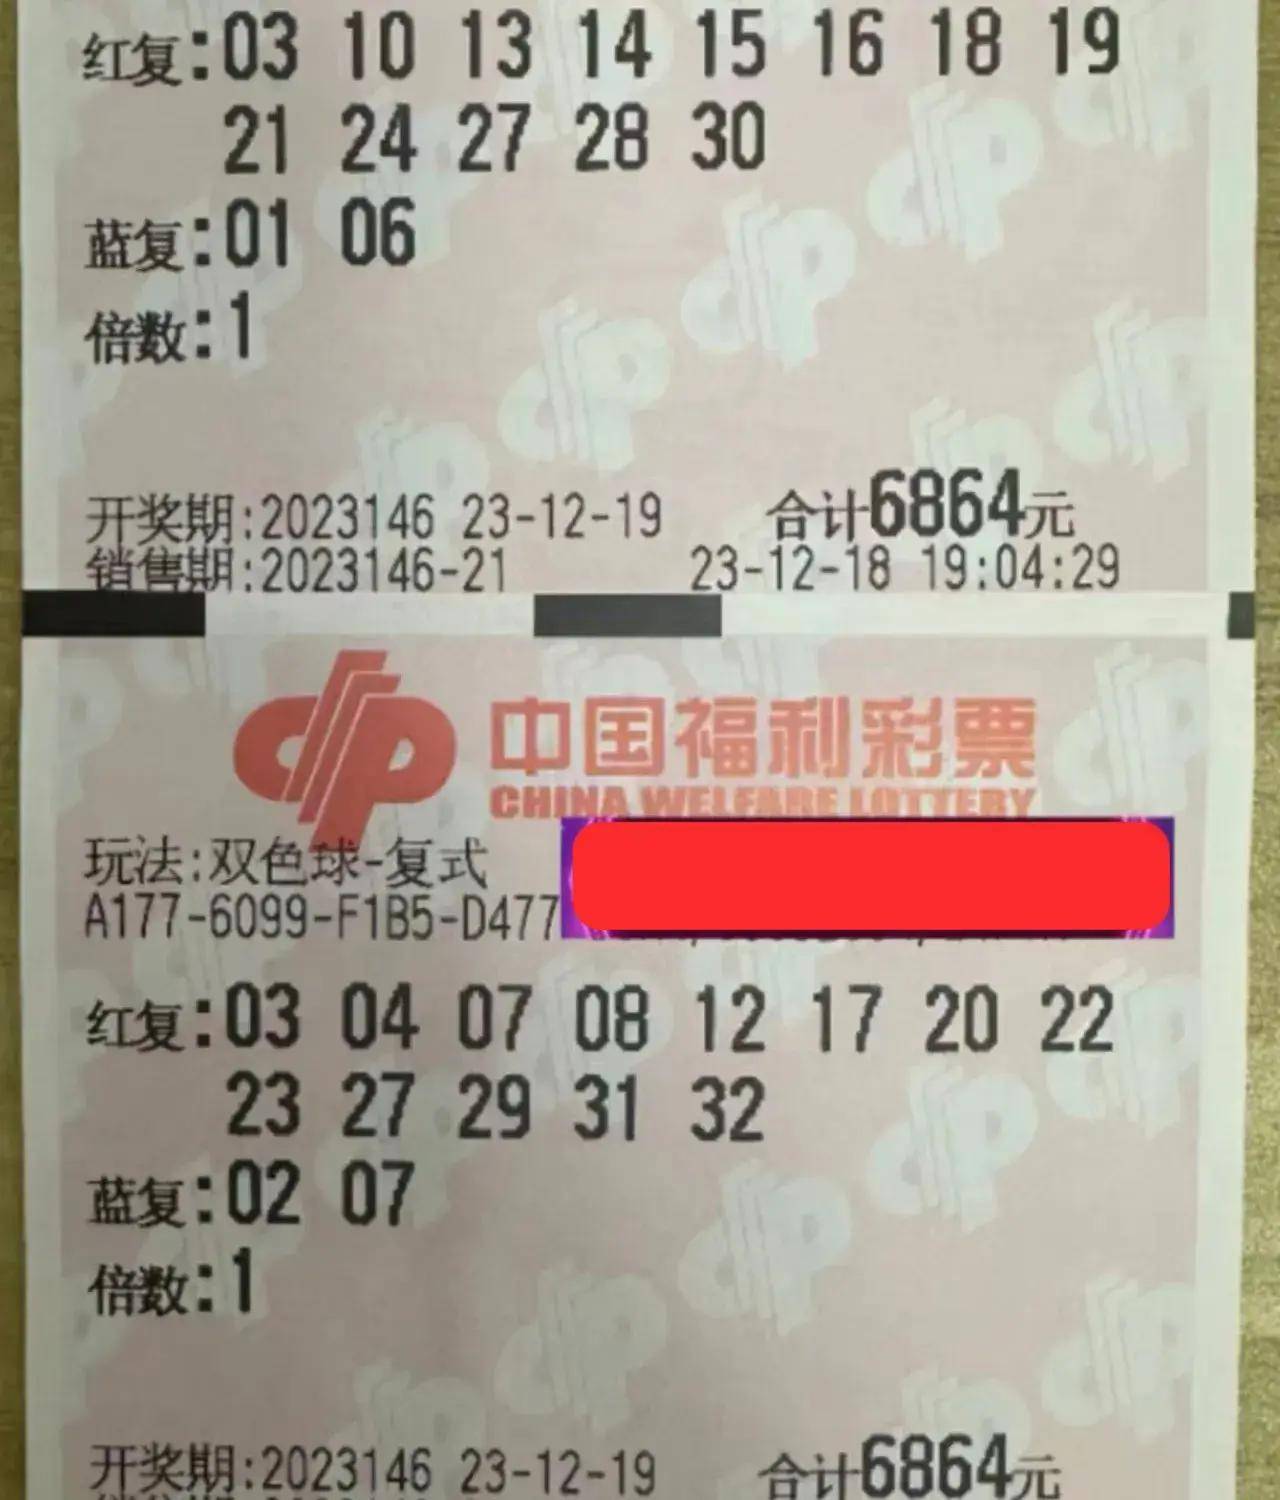 红复:03 10 13 14 15 16 18 19
21 24 27 28 30
蓝复:01 06
倍数:1
开奖期:2023146 23-12-19 合计6864元
销售期:2023146-21 23-12-18 19:04:29
中国福利彩票
CHINA WELFARE LOTTERY
玩法:双色球-复式
A177-6099-F1B5-D477
红复:03 04 07 08 12 17 20 22
23 27 29 31 32
蓝复:02 07
倍数:1
开奖期:2023146 23-12-19 合计6864元